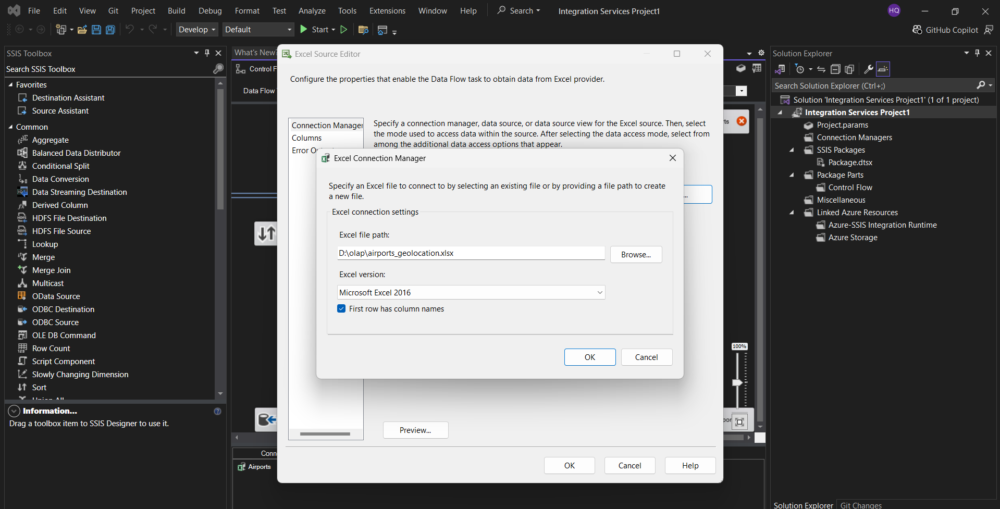 File Edit View Git Project Build Debug Format Test Analyze Tools Extensions Window Help Search Integration Services Project1 HQ
Develop Default Start GitHub Copilot
SSIS Toolbox
Search SSIS Toolbox
Favorites
Destination Assistant
Source Assistant
Common
Aggregate
Balanced Data Distributor
Conditional Split
Data Conversion
Data Streaming Destination
Derived Column
HDFS File Destination
HDFS File Source
Lookup
Merge
Merge Join
Multicast
OData Source
ODBC Destination
ODBC Source
OLE DB Command
Row Count
Script Component
Slowly Changing Dimension
Sort
Union All
Information...
Drag a toolbox item to SSIS Designer to use it.
What's New?
Control F
Data Flow
Excel Source Editor
Configure the properties that enable the Data Flow task to obtain data from Excel provider.
Connection Manager
Columns
Error O
Specify a connection manager, data source, or data source view for the Excel source. Then, select
the mode used to access data within the source. After selecting the data access mode, select from
among the additional data access options that appear.
Excel Connection Manager
Specify an Excel file to connect to by selecting an existing file or by providing a file path to create
a new file.
Excel connection settings
Excel file path:
D:\olap\airports_geolocation.xlsx
Browse...
Excel version:
Microsoft Excel 2016
First row has column names
OK Cancel
...
Preview...
OK Cancel Help
rts
100%
por
Conn
Airports
Solution Explorer
Search Solution Explorer (Ctrl+;)
Solution 'Integration Services Project1' (1 of 1 project)
Integration Services Project1
Project.params
Connection Managers
SSIS Packages
Package.dtsx
Package Parts
Control Flow
Miscellaneous
Linked Azure Resources
Azure-SSIS Integration Runtime
Azure Storage
Solution Explorer Git Changes